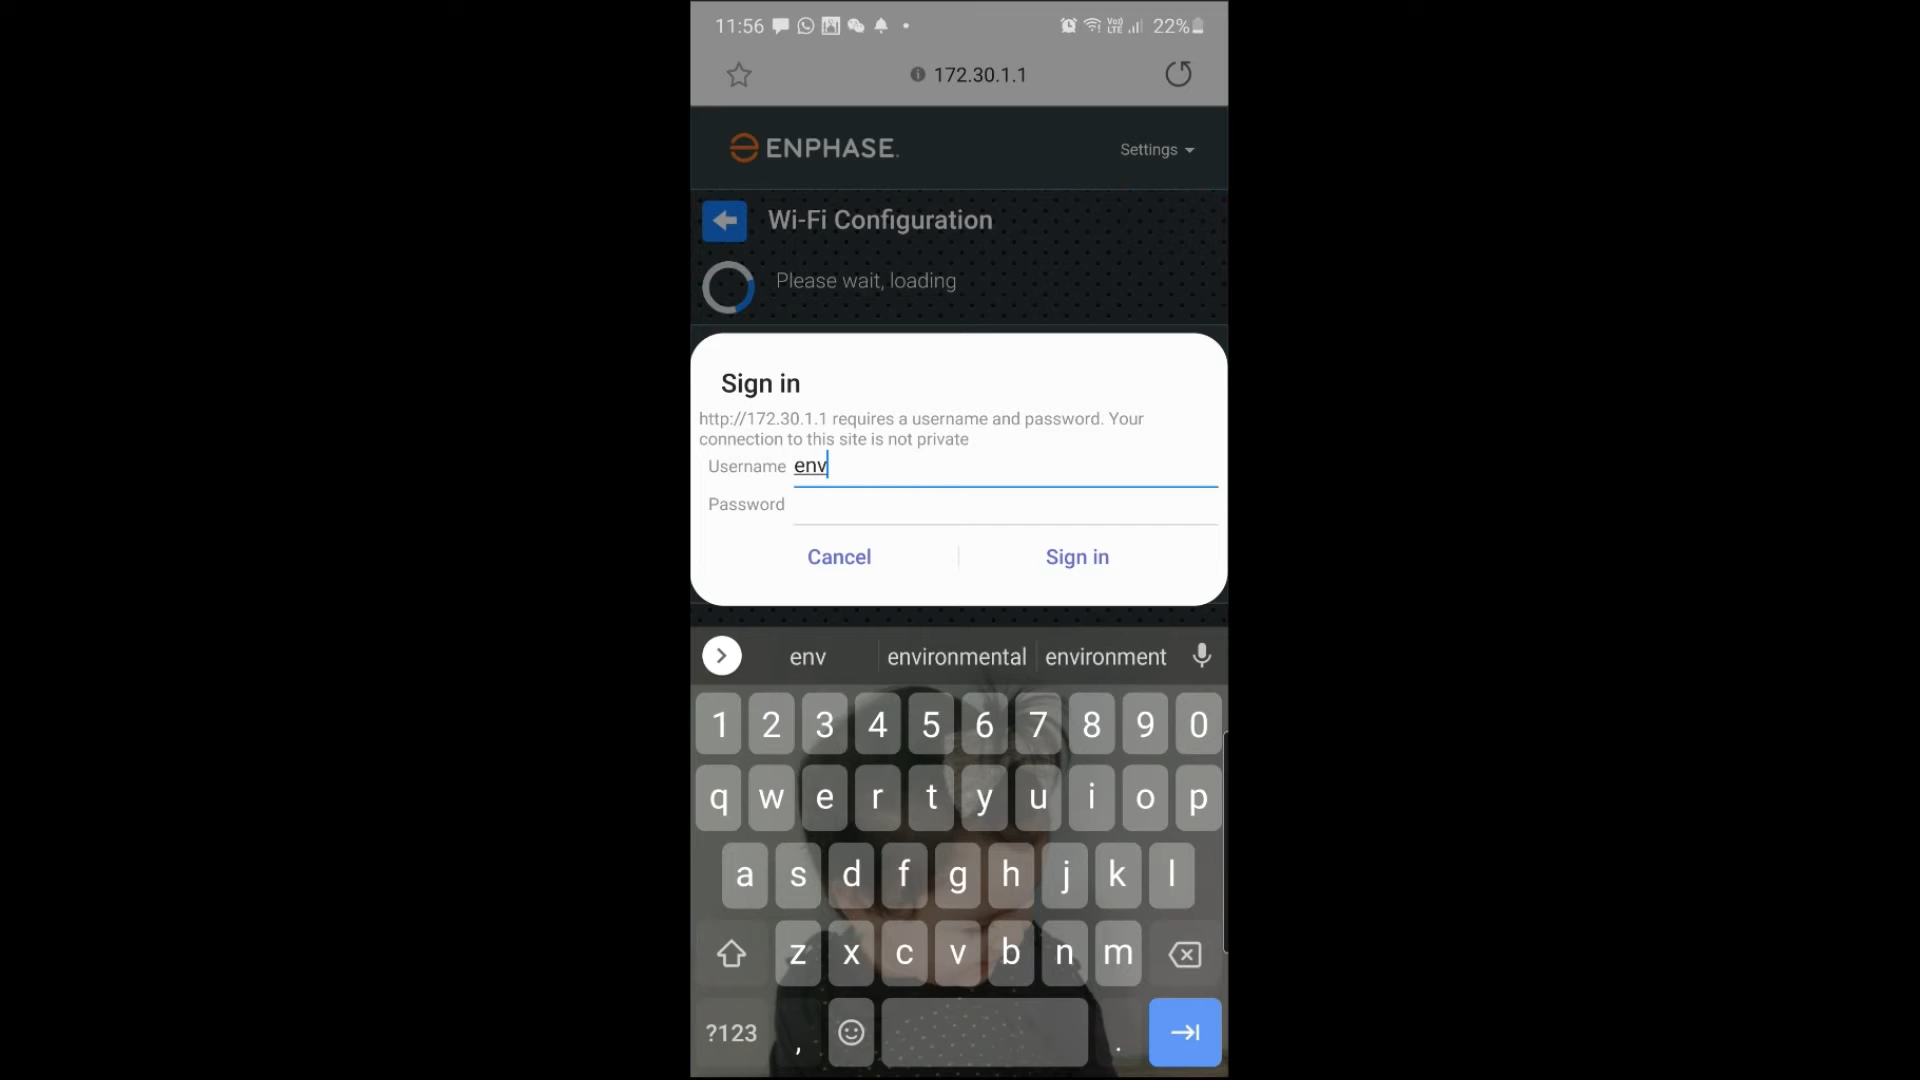 11:56 22%
172.30.1.1
ENPHASE.
Settings
Wi-Fi Configuration
Please wait, loading
Sign in
http://172.30.1.1 requires a username and password. Your
connection to this site is not private
Username env
Password
Cancel Sign in
env environmental environment
1 2 3 4 5 6 7 8 9 0
q w e r t y u i o p
a s d f g h j k l
z x c v b n m
?123 , .